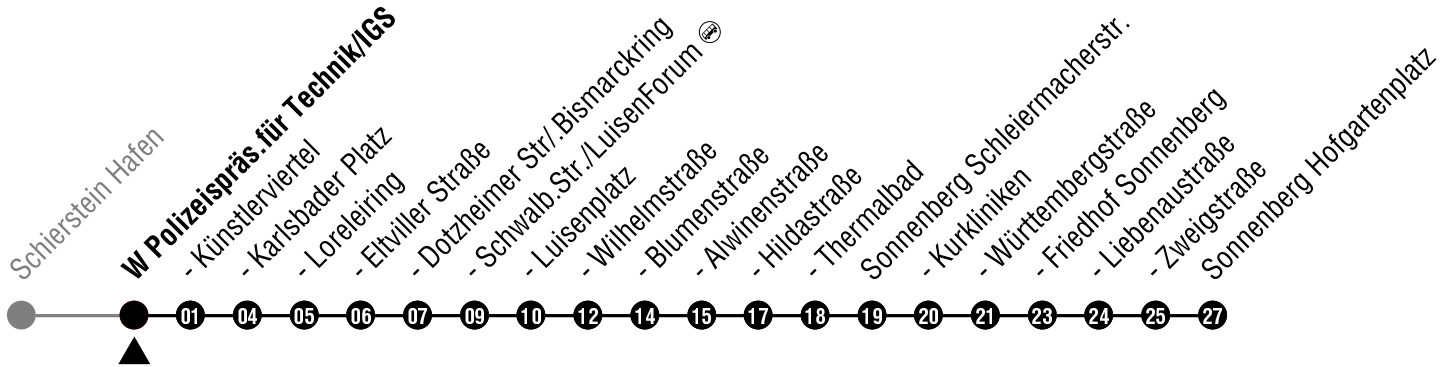 Schierstein Hafen
W Polizeispräs.für Technik/IGS
- Künstlerviertel
- Karlsbader Platz
- Loreleiring
- Eltviller Straße
- Dotzheimer Str/.Bismarckring
- Schwalb.Str./LuisenForum
- Luisenplatz
- Wilhelmstraße
- Blumenstraße
- Alwinenstraße
- Hildastraße
- Thermalbad
Sonnenberg Schleiermacherstr.
- Kurkliniken
- Württembergstraße
- Friedhof Sonnenberg
- Liebenaustraße
- Zweigstraße
Sonnenberg Hofgartenplatz
01 04 05 06 07 09 10 12 14 15 17 18 19 20 21 23 24 25 27